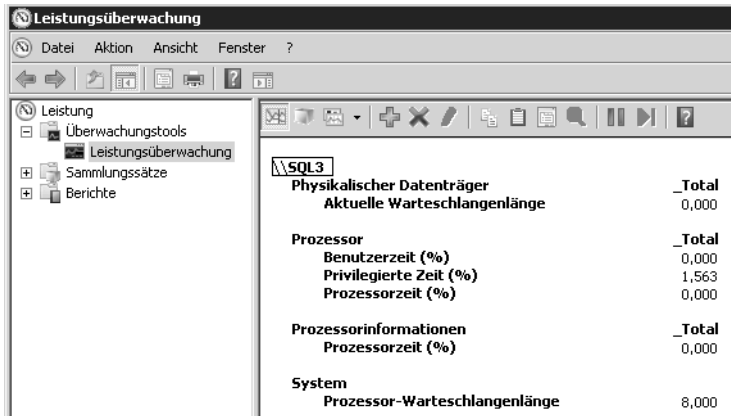 Leistungsüberwachung
Datei Aktion Ansicht Fenster ?
Leistung
Überwachungstools
Leistungsüberwachung
Sammlungssätze
Berichte
\\SQL3
Physikalischer Datenträger _Total
Aktuelle Warteschlangenlänge 0,000
Prozessor _Total
Benutzerzeit (%) 0,000
Privilegierte Zeit (%) 1,563
Prozessorzeit (%) 0,000
Prozessorinformationen _Total
Prozessorzeit (%) 0,000
System
Prozessor-Warteschlangenlänge 8,000